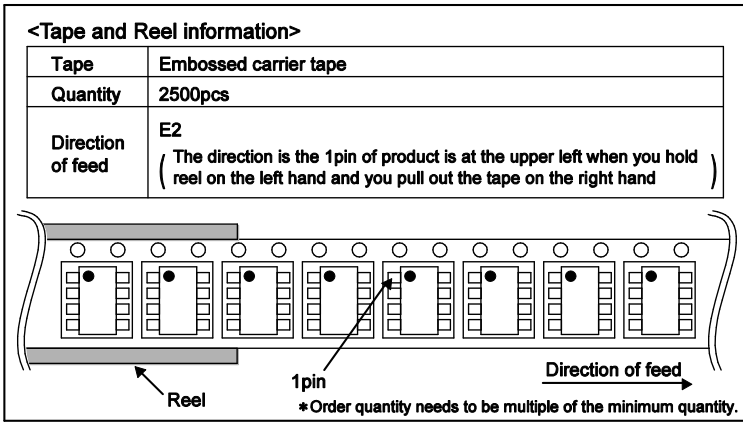 <Tape and Reel information>
Tape Embossed carrier tape
Quantity 2500pcs
Direction of feed E2
( The direction is the 1pin of product is at the upper left when you hold
reel on the left hand and you pull out the tape on the right hand )
Reel
1pin
Direction of feed
*Order quantity needs to be multiple of the minimum quantity.